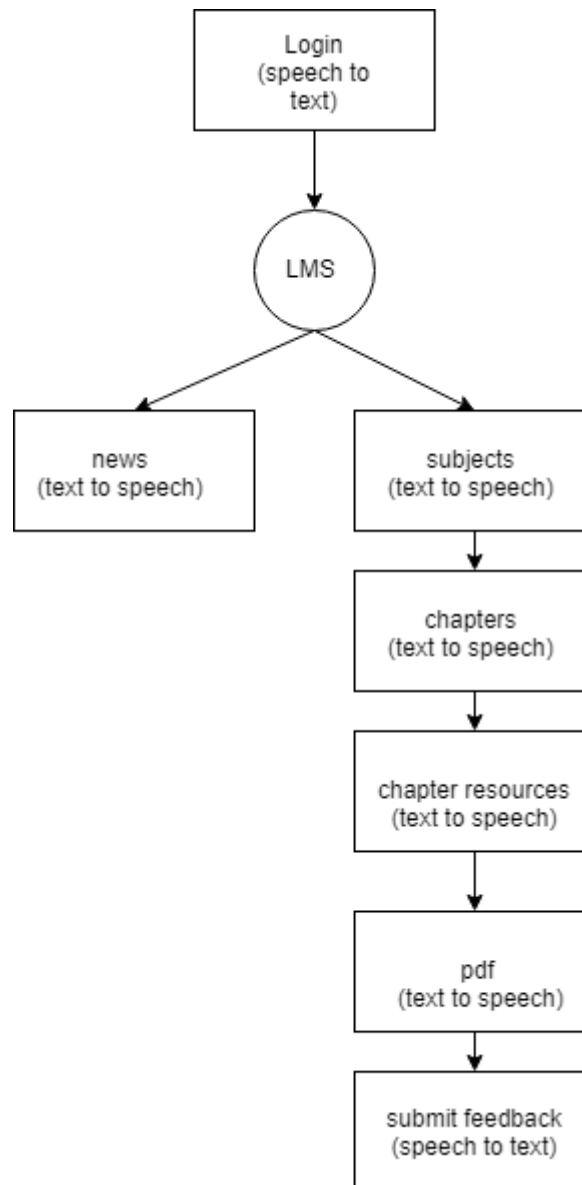 Login
(speech to
text)
LMS
news
(text to speech)
subjects
(text to speech)
chapters
(text to speech)
chapter resources
(text to speech)
pdf
(text to speech)
submit feedback
(speech to text)